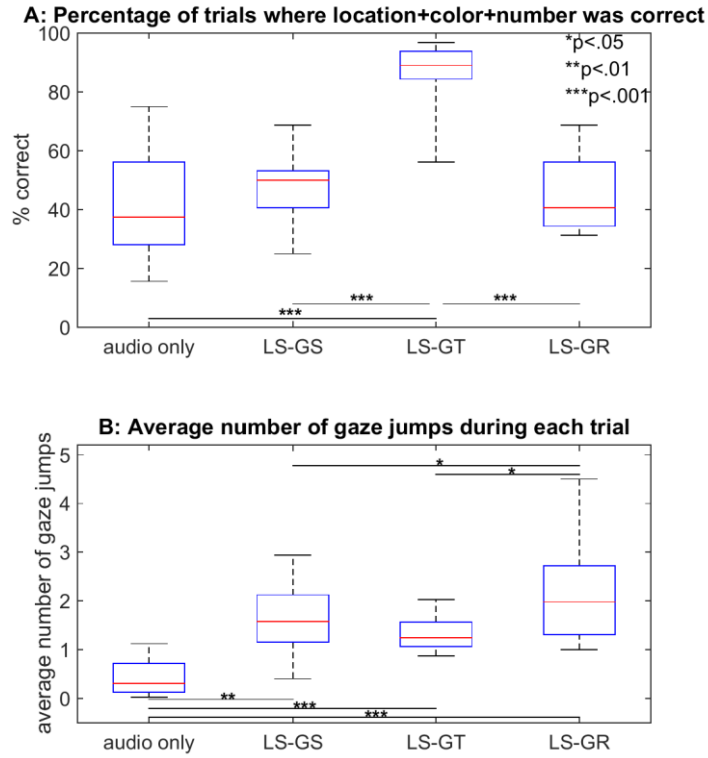 A: Percentage of trials where location+color+number was correct
100
80
60
40
20
0
% correct
*p<.05
**p<.01
***p<.001
***
***
***
audio only LS-GS LS-GT LS-GR
B: Average number of gaze jumps during each trial
5
4
3
2
1
0
average number of gaze jumps
*
*
**
***
***
audio only LS-GS LS-GT LS-GR